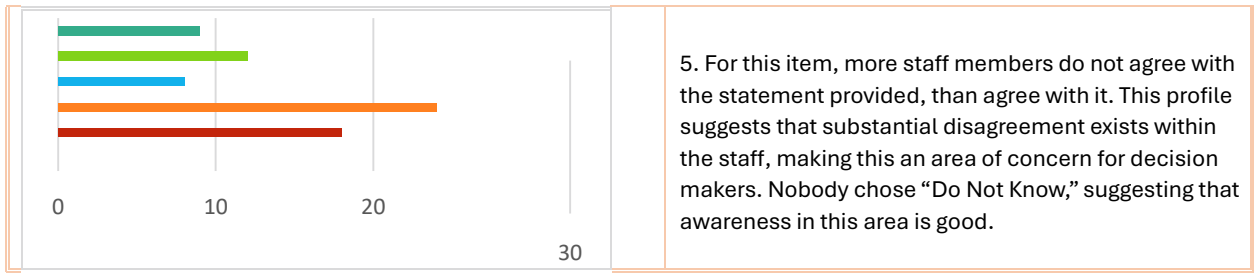 0 10 20
30
5. For this item, more staff members do not agree with
the statement provided, than agree with it. This profile
suggests that substantial disagreement exists within
the staff, making this an area of concern for decision
makers. Nobody chose “Do Not Know,” suggesting that
awareness in this area is good.